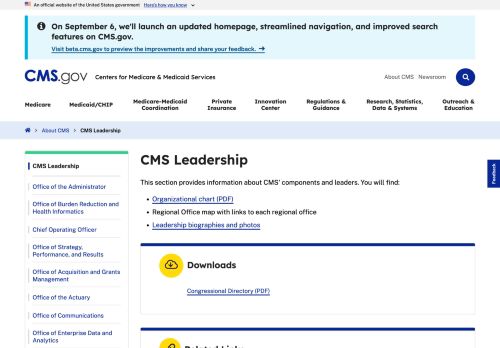 An official website of the United States government Here's how you know
On September 6, we'll launch an updated homepage, streamlined navigation, and improved search
features on CMS.gov.
Visit beta.cms.gov to preview the improvements and share your feedback. →
CMS.gov Centers for Medicare & Medicaid Services
About CMS Newsroom
Medicare
Medicaid/CHIP
Medicare-Medicaid
Coordination
Private
Insurance
Innovation
Center
Regulations &
Guidance
Research, Statistics,
Data & Systems
Outreach &
Education
About CMS > CMS Leadership
CMS Leadership
Office of the Administrator
Office of Burden Reduction and
Health Informatics
Chief Operating Officer
Office of Strategy,
Performance, and Results
Office of Acquisition and Grants
Management
Office of the Actuary
Office of Communications
Office of Enterprise Data and
Analytics
CMS Leadership
This section provides information about CMS' components and leaders. You will find:
• Organizational chart (PDF)
• Regional Office map with links to each regional office
• Leadership biographies and photos
Downloads
Congressional Directory (PDF)
Related Links
Feedback